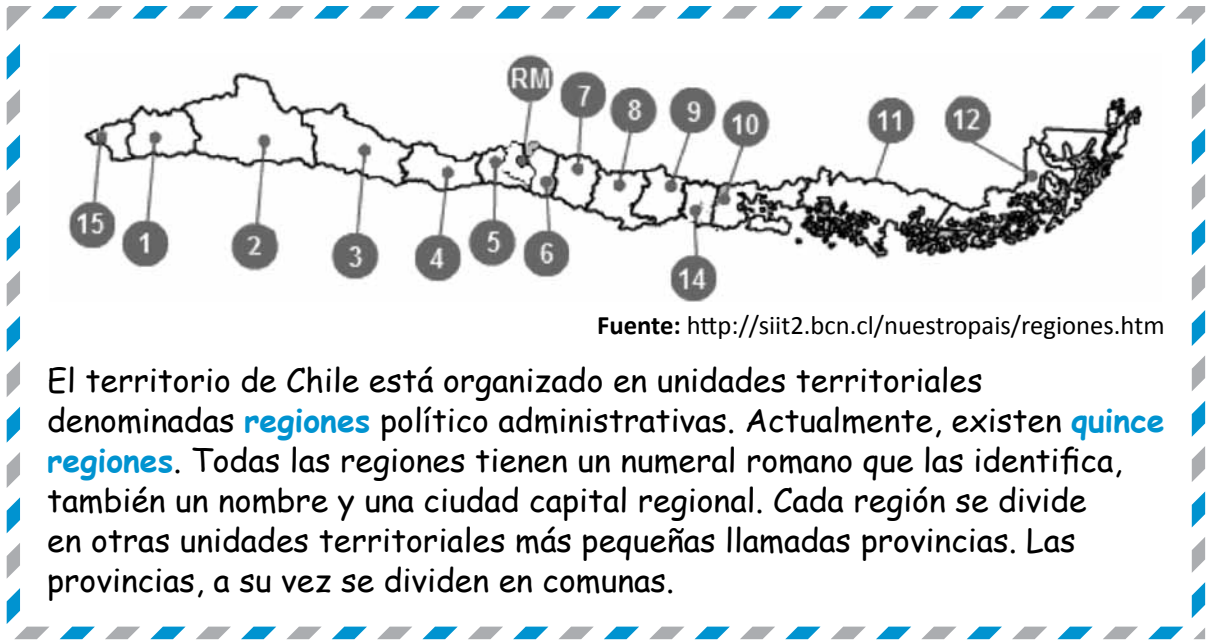 RM
7
8
9
10
11
12
15
1
2
3
4
5
6
14
Fuente: http://siit2.bcn.cl/nuestropais/regiones.htm
El territorio de Chile está organizado en unidades territoriales
denominadas regiones político administrativas. Actualmente, existen quince
regiones. Todas las regiones tienen un numeral romano que las identifica,
también un nombre y una ciudad capital regional. Cada región se divide
en otras unidades territoriales más pequeñas llamadas provincias. Las
provincias, a su vez se dividen en comunas.